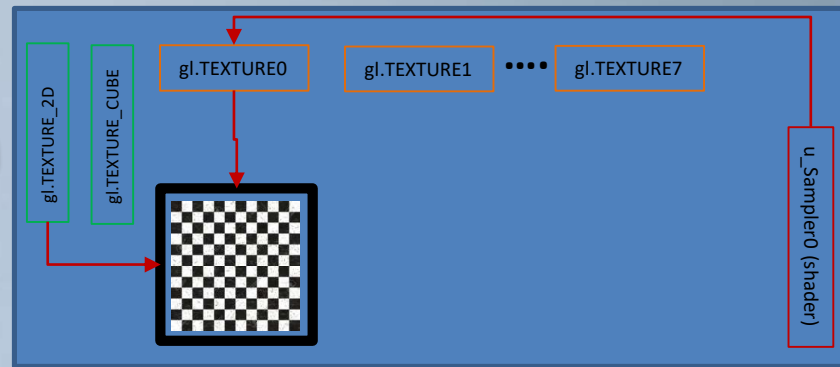 gl.TEXTURE_2D
gl.TEXTURE_CUBE
gl.TEXTURE0
gl.TEXTURE1
....
gl.TEXTURE7
u_Sampler0 (shader)